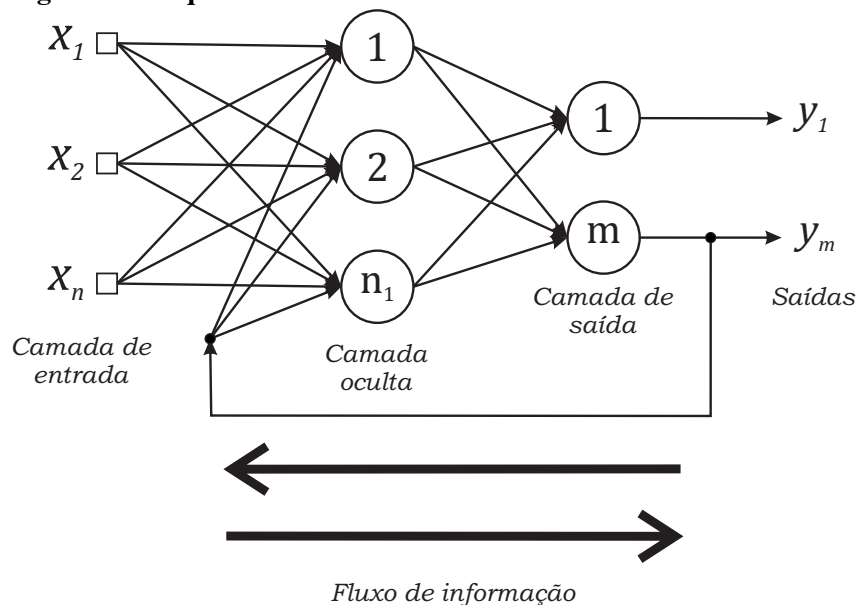 x1
1
x2
2
xn
n1
1
y1
m
ym
Camada de
entrada
Camada
oculta
Camada de
saída
Saídas
Fluxo de informação